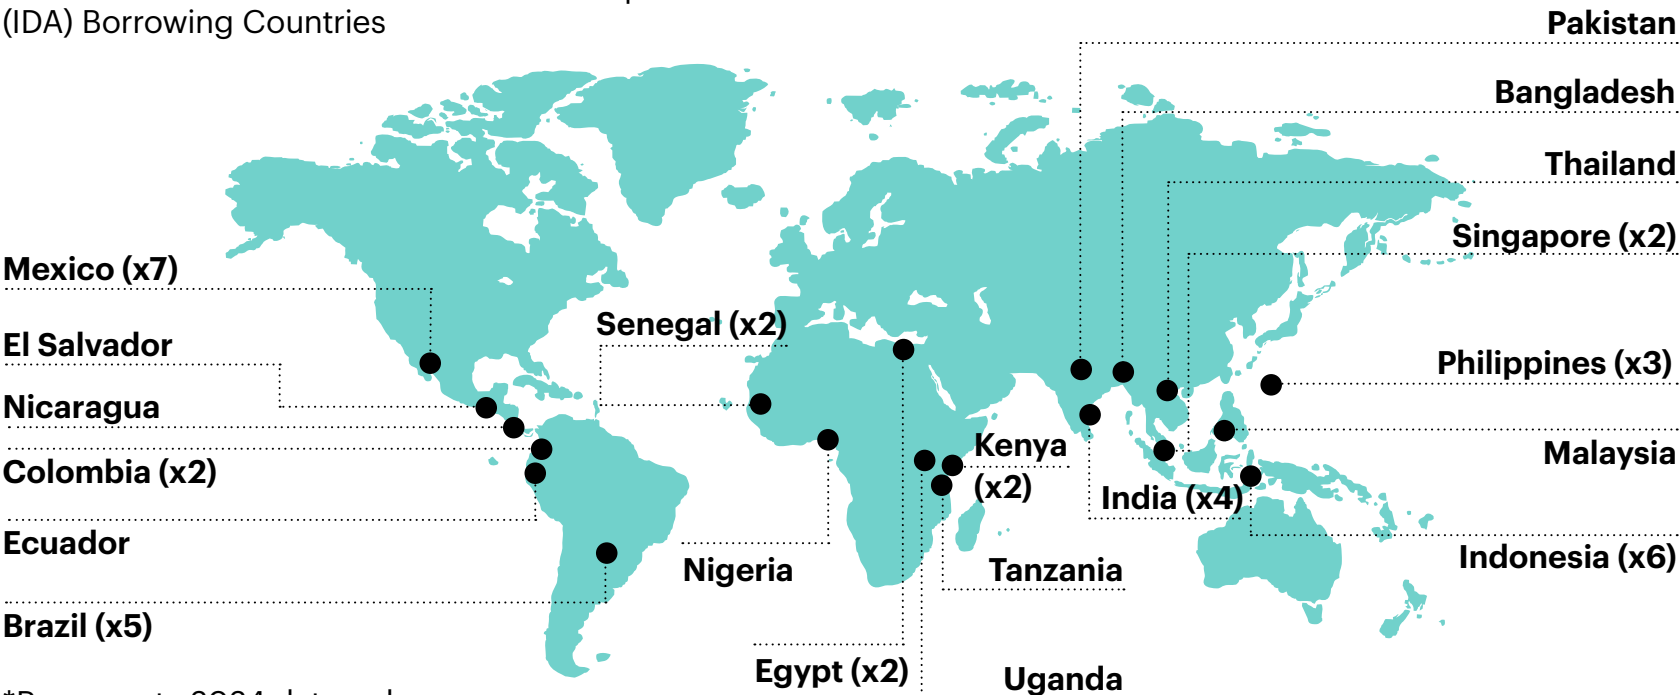 (IDA) Borrowing Countries
Pakistan
Bangladesh
Thailand
Singapore (x2)
Mexico (x7)
Senegal (x2)
El Salvador
Philippines (x3)
Nicaragua
Kenya
(x2)
Malaysia
Colombia (x2)
India (x4)
Ecuador
Nigeria
Tanzania
Indonesia (x6)
Brazil (x5)
Egypt (x2)
Uganda